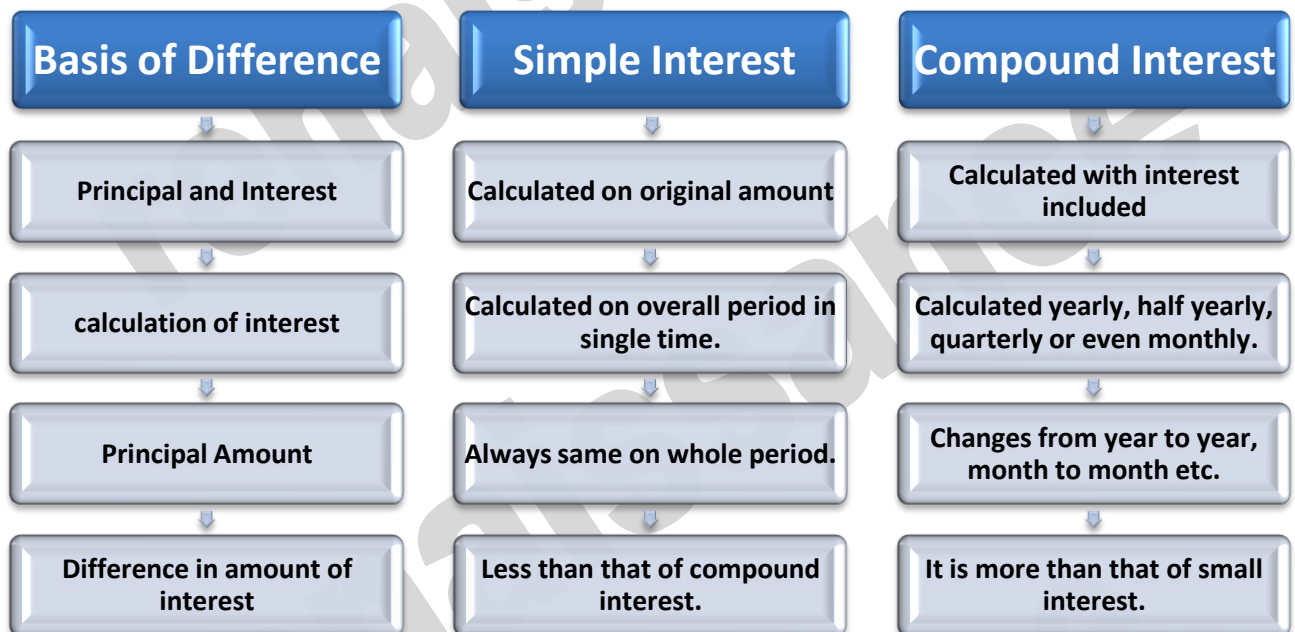 Basis of Difference
Simple Interest
Compound Interest
Principal and Interest
Calculated on original amount
Calculated with interest
included
calculation of interest
Calculated on overall period in
single time.
Calculated yearly, half yearly,
quarterly or even monthly.
Principal Amount
Always same on whole period.
Changes from year to year,
month to month etc.
Difference in amount of
interest
Less than that of compound
interest.
It is more than that of small
interest.